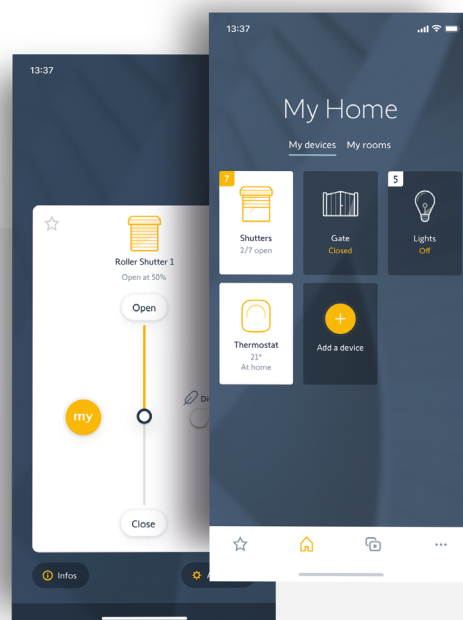 13:37
Roller Shutter 1
Open at 50%
Open
my
Close
Infos
13:37
My Home
My devices My rooms
7
Shutters
2/7 open
Gate
Closed
5
Lights
Off
Thermostat
21°
At home
Add a device